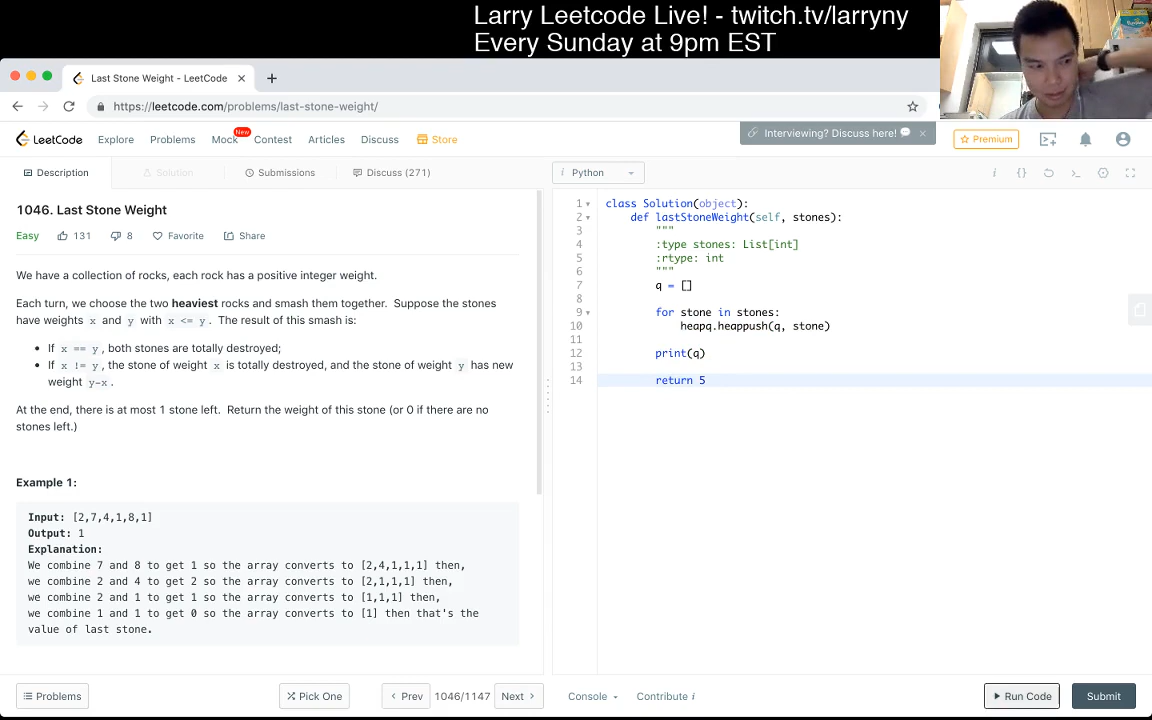 Larry Leetcode Live! - twitch.tv/larryny
Every Sunday at 9pm EST
Last Stone Weight - LeetCode
https://leetcode.com/problems/last-stone-weight/
LeetCode Explore Problems Mock New Contest Articles Discuss Store
Interviewing? Discuss here!
Premium
Description Solution Submissions Discuss (271)
i Python
1046. Last Stone Weight
Easy 131 8 Favorite Share
We have a collection of rocks, each rock has a positive integer weight.
Each turn, we choose the two heaviest rocks and smash them together. Suppose the stones
have weights x and y with x <= y. The result of this smash is:
• If x == y, both stones are totally destroyed;
• If x != y, the stone of weight x is totally destroyed, and the stone of weight y has new
weight y-x.
At the end, there is at most 1 stone left. Return the weight of this stone (or 0 if there are no
stones left.)
Example 1:
Input: [2,7,4,1,8,1]
Output: 1
Explanation:
We combine 7 and 8 to get 1 so the array converts to [2,4,1,1,1] then,
we combine 2 and 4 to get 2 so the array converts to [2,1,1,1] then,
we combine 2 and 1 to get 1 so the array converts to [1,1,1] then,
we combine 1 and 1 to get 0 so the array converts to [1] then that's the
value of last stone.
1 class Solution(object):
2 def lastStoneWeight(self, stones):
3 """
4 :type stones: List[int]
5 :rtype: int
6 """
7 q = []
8
9 for stone in stones:
10 heapq.heappush(q, stone)
11
12 print(q)
13
14 return 5
Problems Pick One Prev 1046/1147 Next Console Contribute i Run Code Submit